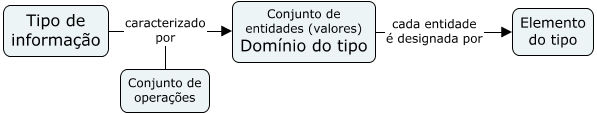 Tipo de
informação
caracterizado
por
Conjunto de
operações
Conjunto de
entidades (valores)
Domínio do tipo
cada entidade
é designada por
Elemento
do tipo